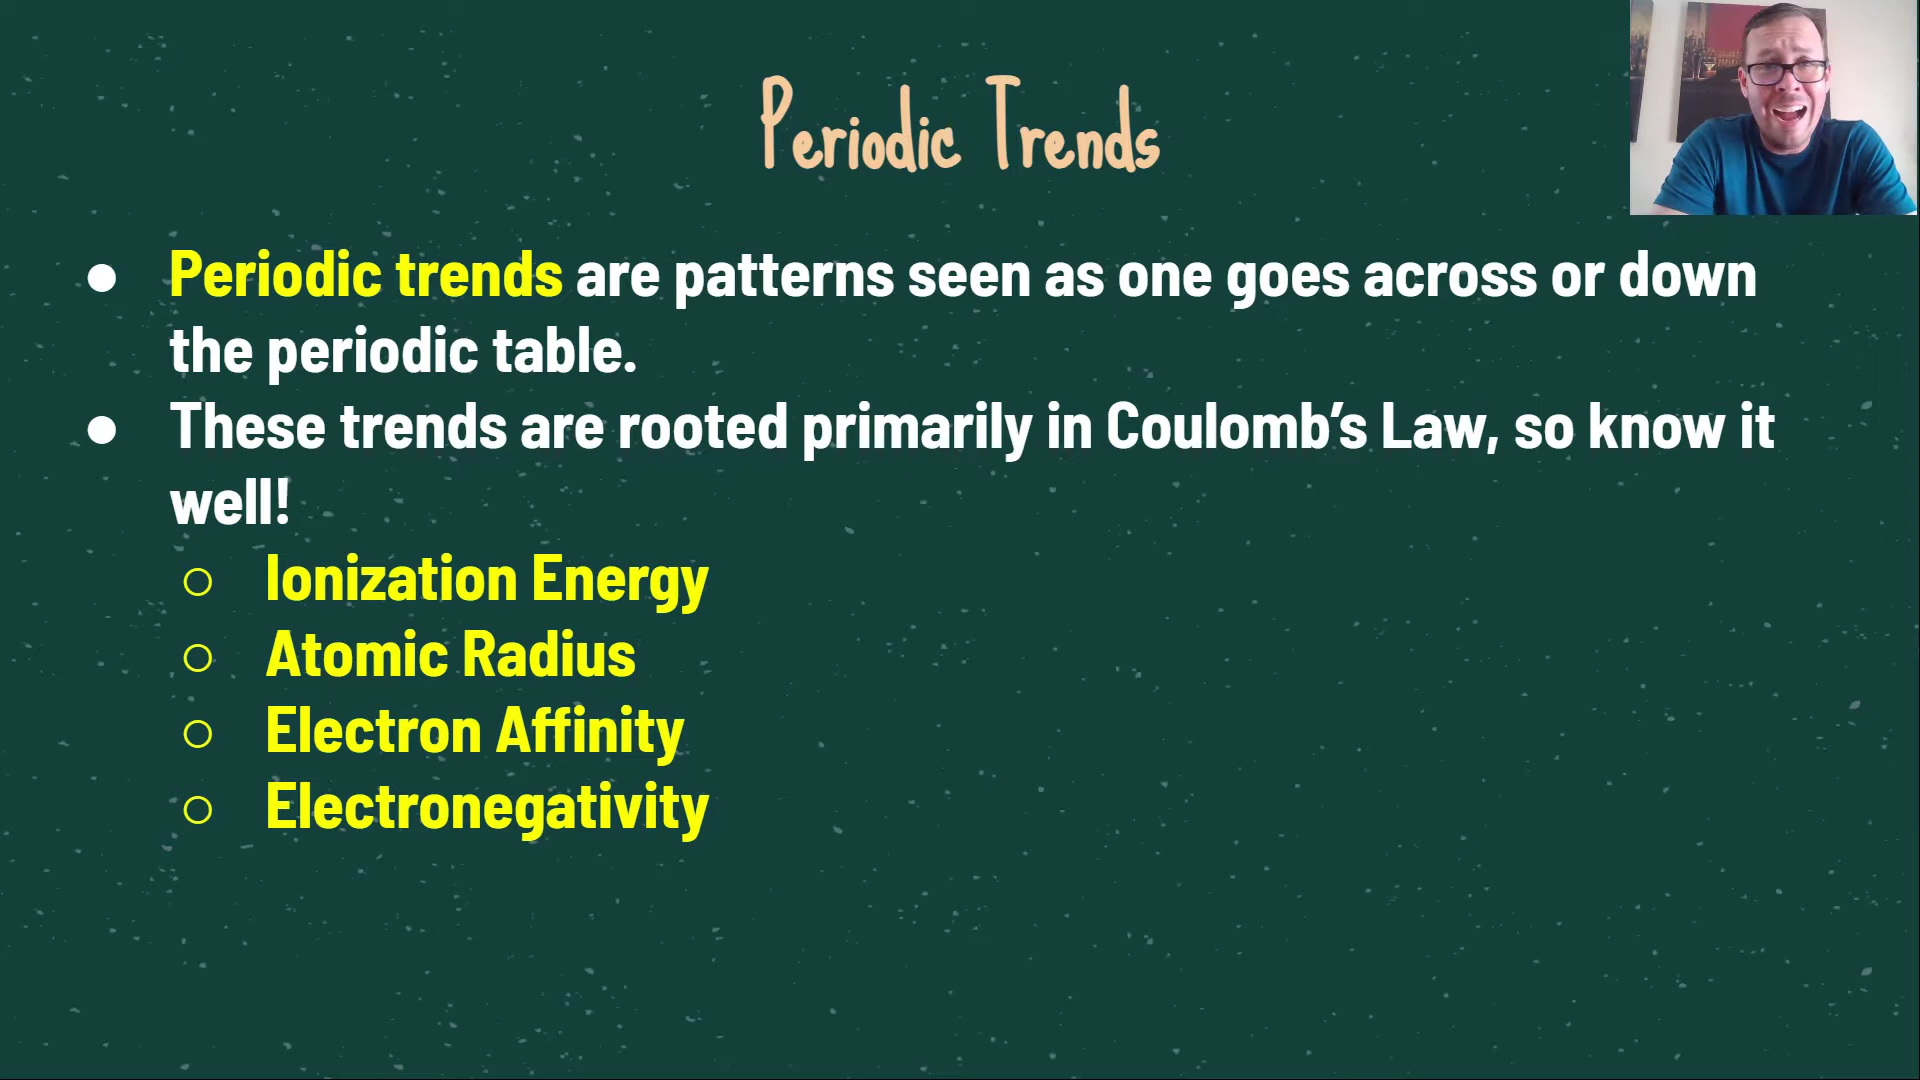 Periodic Trends
● Periodic trends are patterns seen as one goes across or down
the periodic table.
● These trends are rooted primarily in Coulomb’s Law, so know it
well!
○ Ionization Energy
○ Atomic Radius
○ Electron Affinity
○ Electronegativity